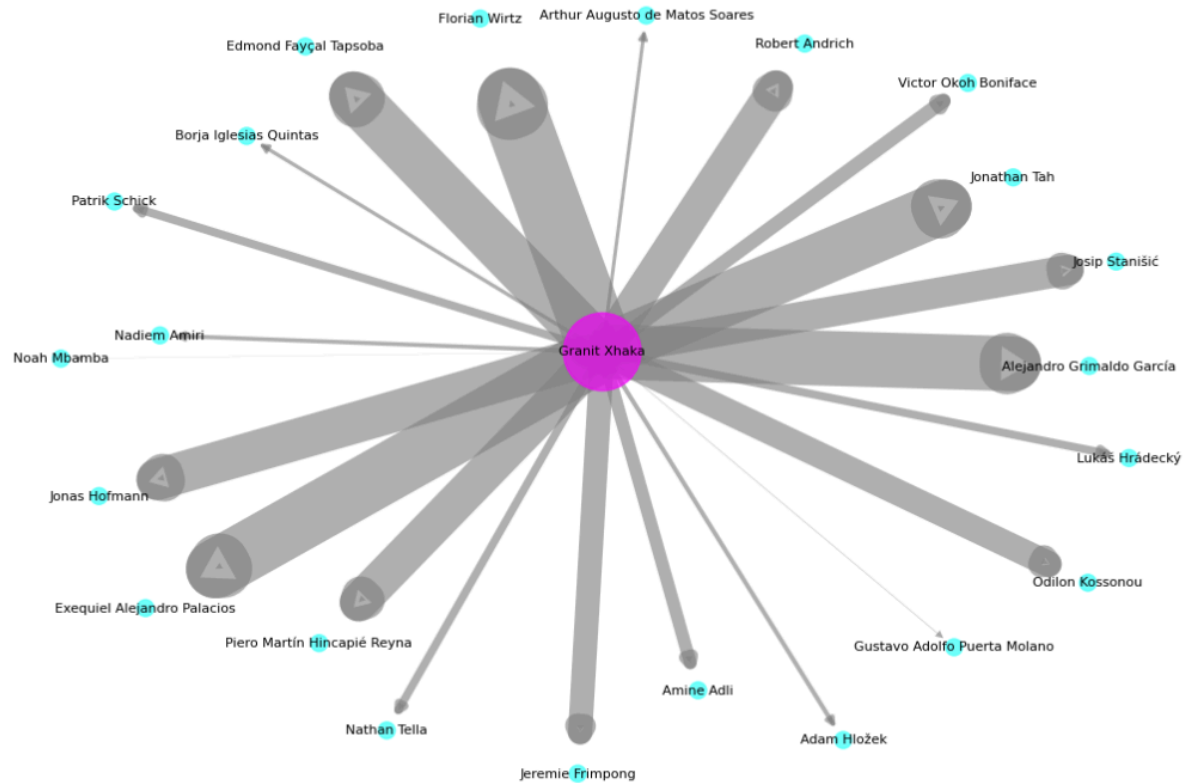 Arthur Augusto de Matos Soares
Florian Wirtz
Robert Andrich
Edmond Fayçal Tapsoba
Victor Okoh Boniface
Borja Iglesias Quintas
Jonathan Tah
Patrik Schick
Josip Stanišić
Nadiem Amiri
Granit Xhaka
Noah Mbamba
Alejandro Grimaldo García
Lukáš Hrádecký
Jonas Hofmann
Odilon Kossonou
Exequiel Alejandro Palacios
Piero Martín Hincapié Reyna
Gustavo Adolfo Puerta Molano
Amine Adli
Nathan Tella
Adam Hložek
Jeremie Frimpong